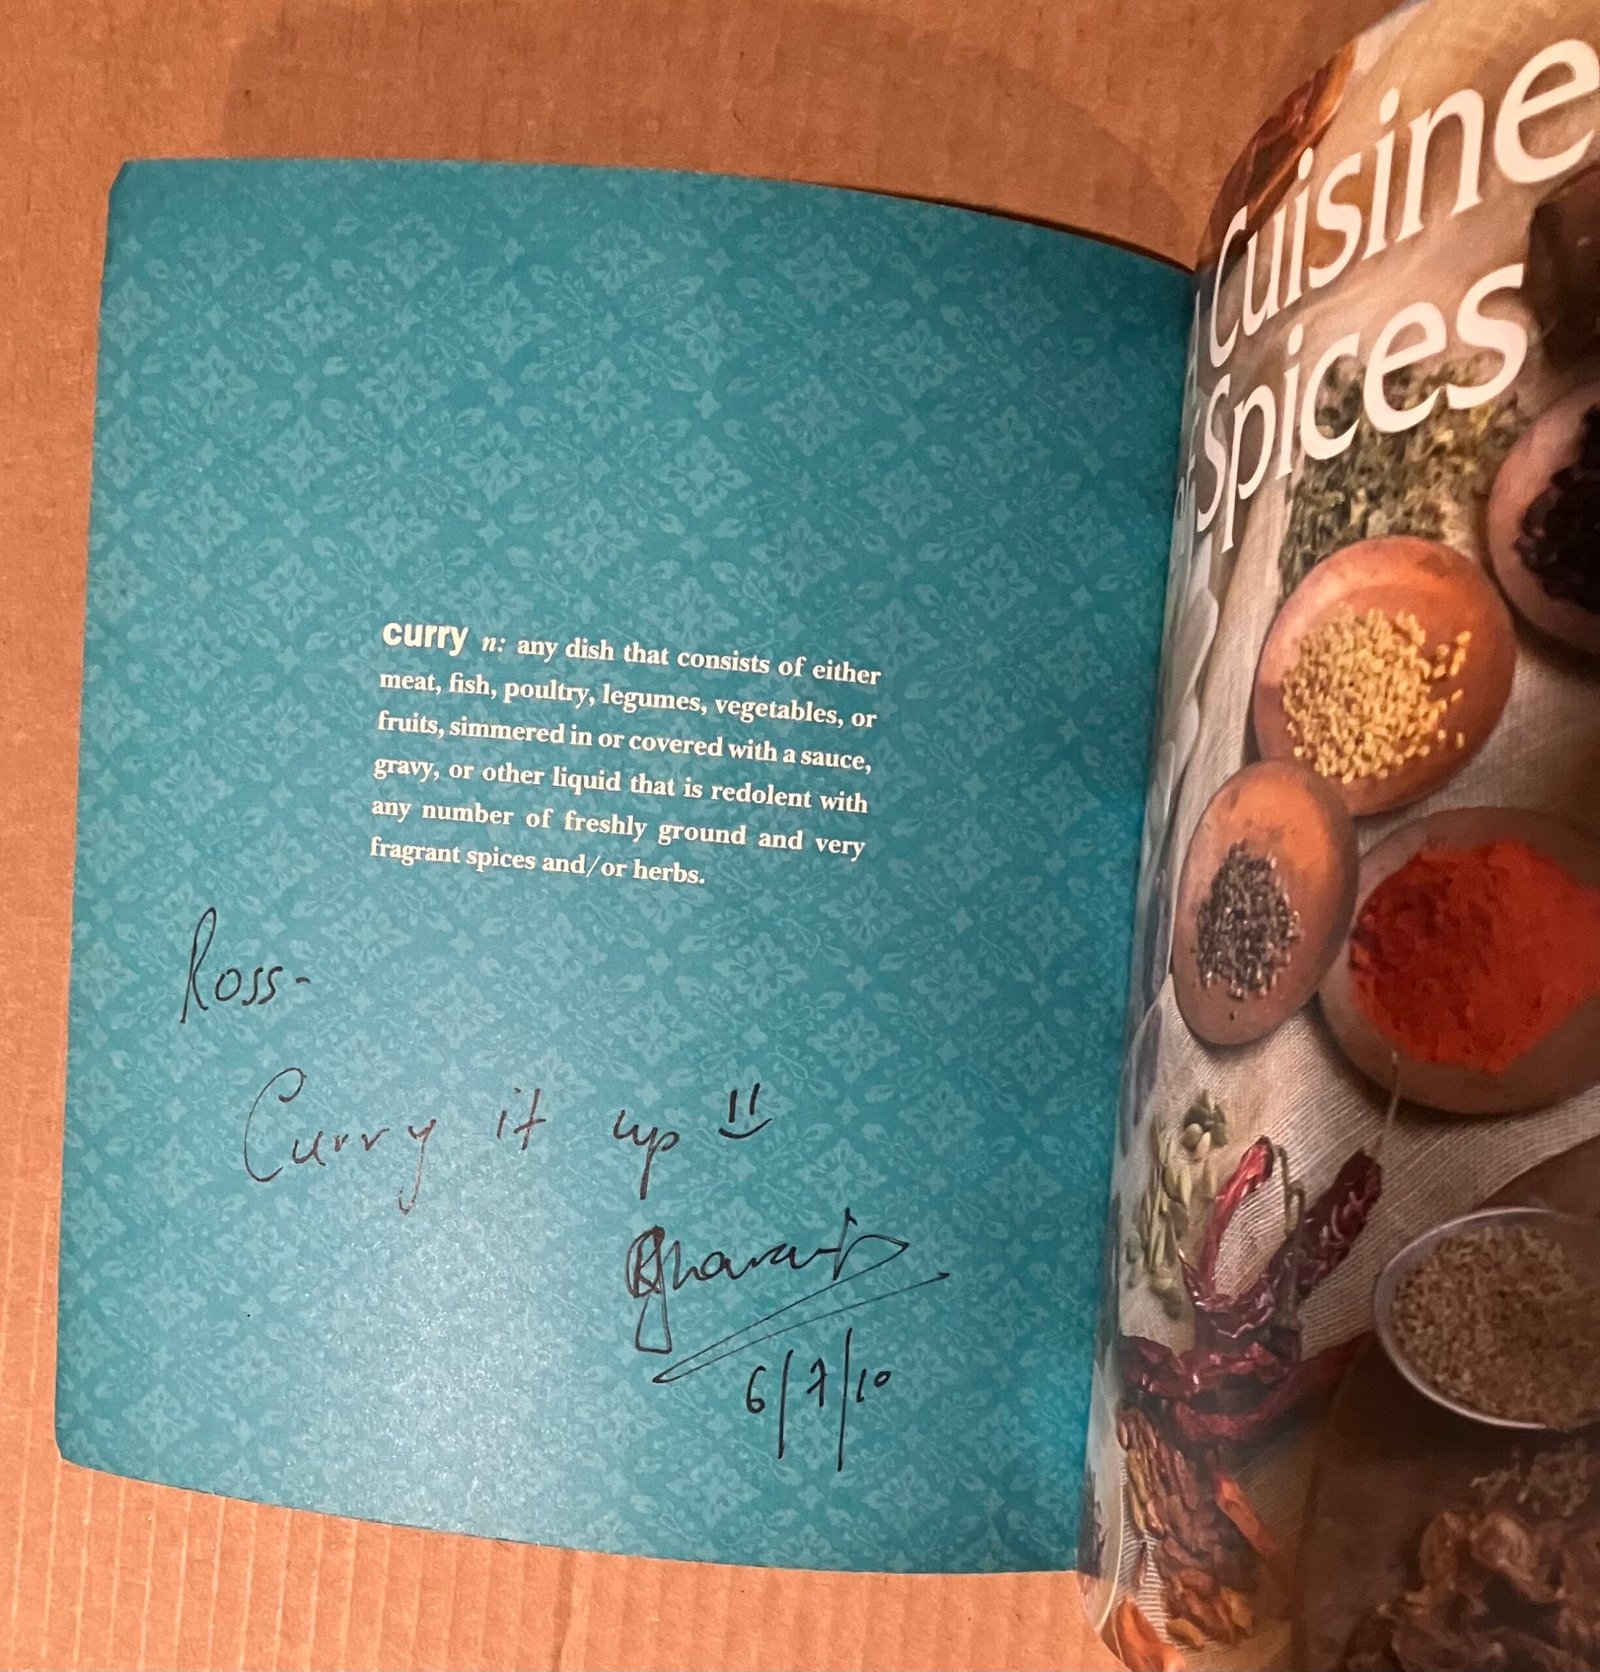 curry n: any dish that consists of either
meat, fish, poultry, legumes, vegetables, or
fruits, simmered in or covered with a sauce,
gravy, or other liquid that is redolent with
any number of freshly ground and very
fragrant spices and/or herbs.
Ross-
Curry it up
6/7/10
Cuisine
Spices